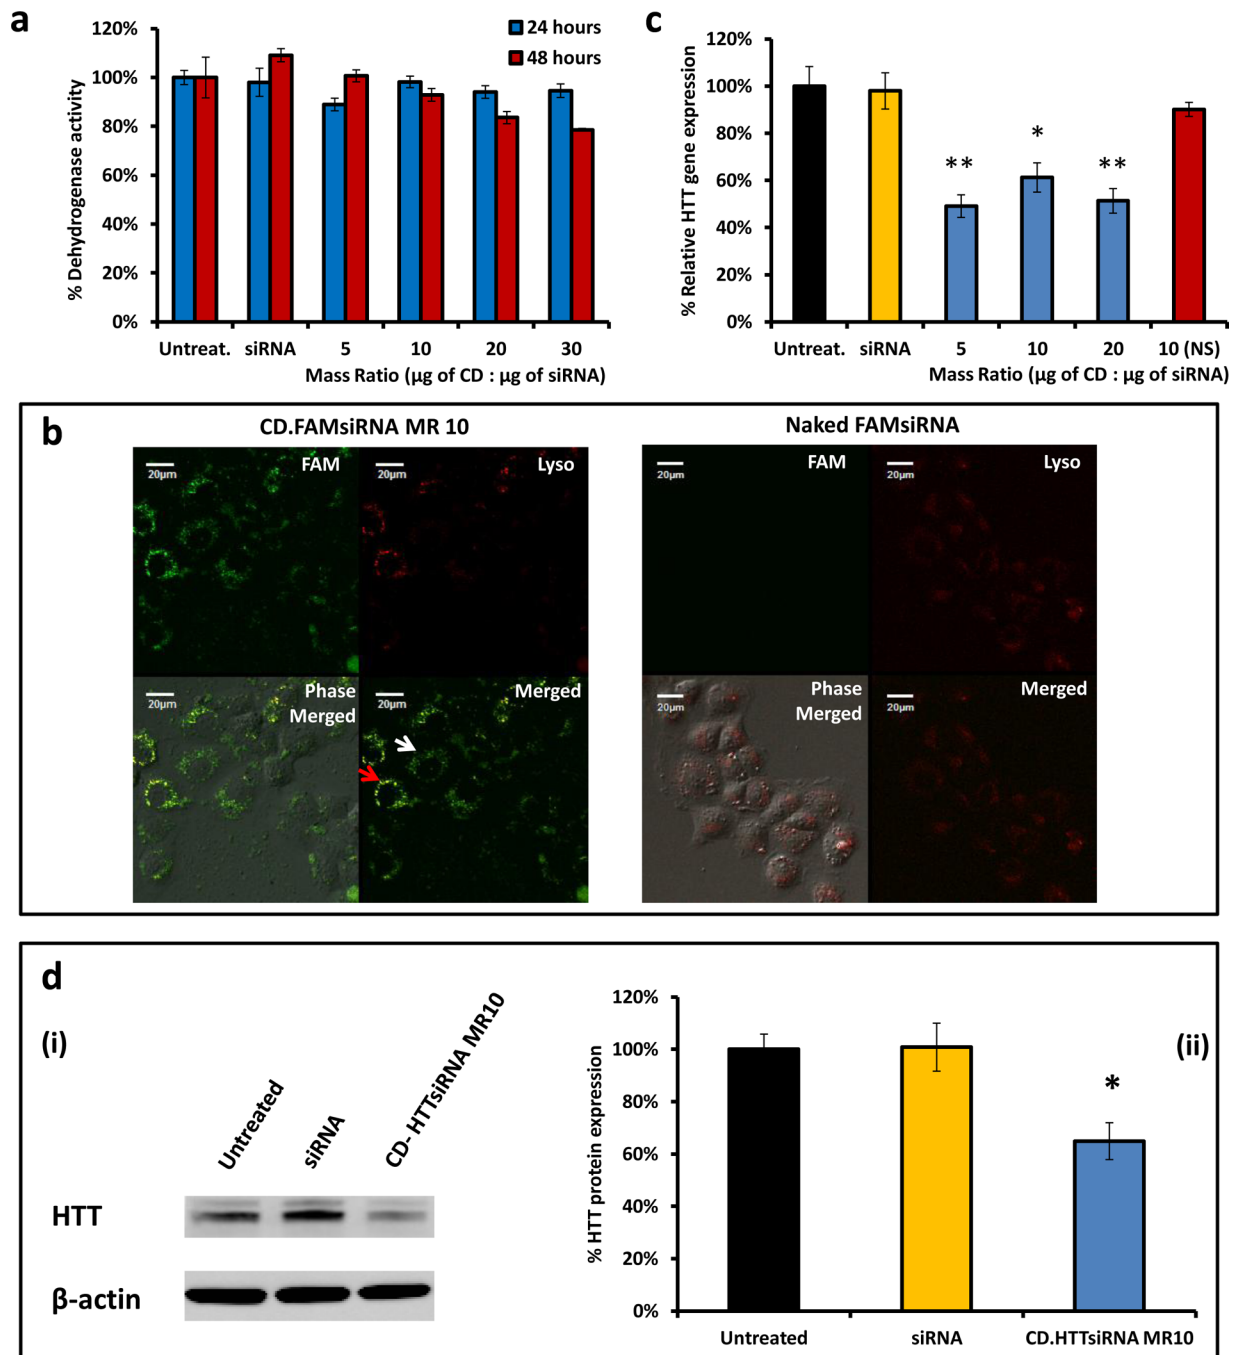 a
120%
100%
80%
60%
40%
20%
0%
% Dehydrogenase activity
24 hours
48 hours
Untreat. siRNA 5 10 20 30
Mass Ratio (µg of CD : µg of siRNA)
c
120%
100%
80%
60%
40%
20%
0%
% Relative HTT gene expression
** * **
Untreat. siRNA 5 10 20 10 (NS)
Mass Ratio (µg of CD : µg of siRNA)
b
CD.FAMsiRNA MR 10
20µm FAM
20µm Lyso
20µm Phase
Merged
20µm Merged
Naked FAMsiRNA
20µm FAM
20µm Lyso
20µm Phase
Merged
20µm Merged
d
(i)
Untreated
siRNA
CD- HTTsiRNA MR10
HTT
β-actin
(ii)
120%
100%
80%
60%
40%
20%
0%
% HTT protein expression
*
Untreated siRNA CD.HTTsiRNA MR10